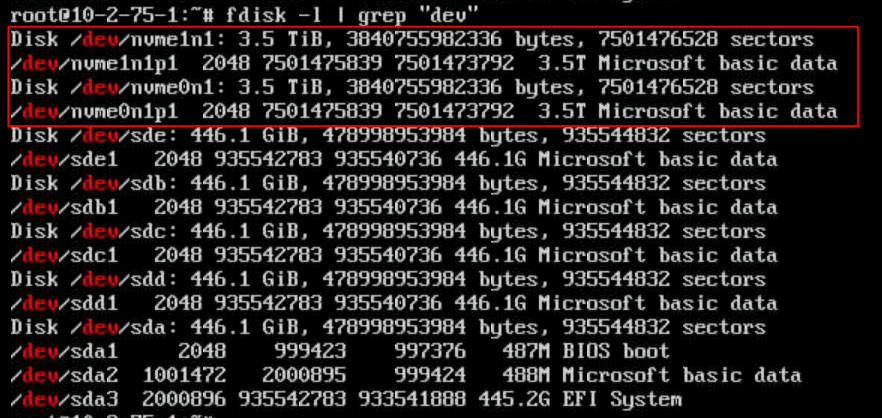 root@10-2-75-1:~# fdisk -l | grep "dev"
Disk /dev/nvme1n1: 3.5 TiB, 3840755982336 bytes, 7501476528 sectors
/dev/nvme1n1p1  2048 7501475839 7501473792  3.5T Microsoft basic data
Disk /dev/nvme0n1: 3.5 TiB, 3840755982336 bytes, 7501476528 sectors
/dev/nvme0n1p1  2048 7501475839 7501473792  3.5T Microsoft basic data
Disk /dev/sde: 446.1 GiB, 478998953984 bytes, 935544832 sectors
/dev/sde1   2048 935542783 935540736 446.1G Microsoft basic data
Disk /dev/sdb: 446.1 GiB, 478998953984 bytes, 935544832 sectors
/dev/sdb1   2048 935542783 935540736 446.1G Microsoft basic data
Disk /dev/sdc: 446.1 GiB, 478998953984 bytes, 935544832 sectors
/dev/sdc1   2048 935542783 935540736 446.1G Microsoft basic data
Disk /dev/sdd: 446.1 GiB, 478998953984 bytes, 935544832 sectors
/dev/sdd1   2048 935542783 935540736 446.1G Microsoft basic data
Disk /dev/sda: 446.1 GiB, 478998953984 bytes, 935544832 sectors
/dev/sda1      2048    999423    997376   487M BIOS boot
/dev/sda2   1001472   2000895    999424   488M Microsoft basic data
/dev/sda3   2000896 935542783 933541888 445.2G EFI System
root@10-2-75-1:~#